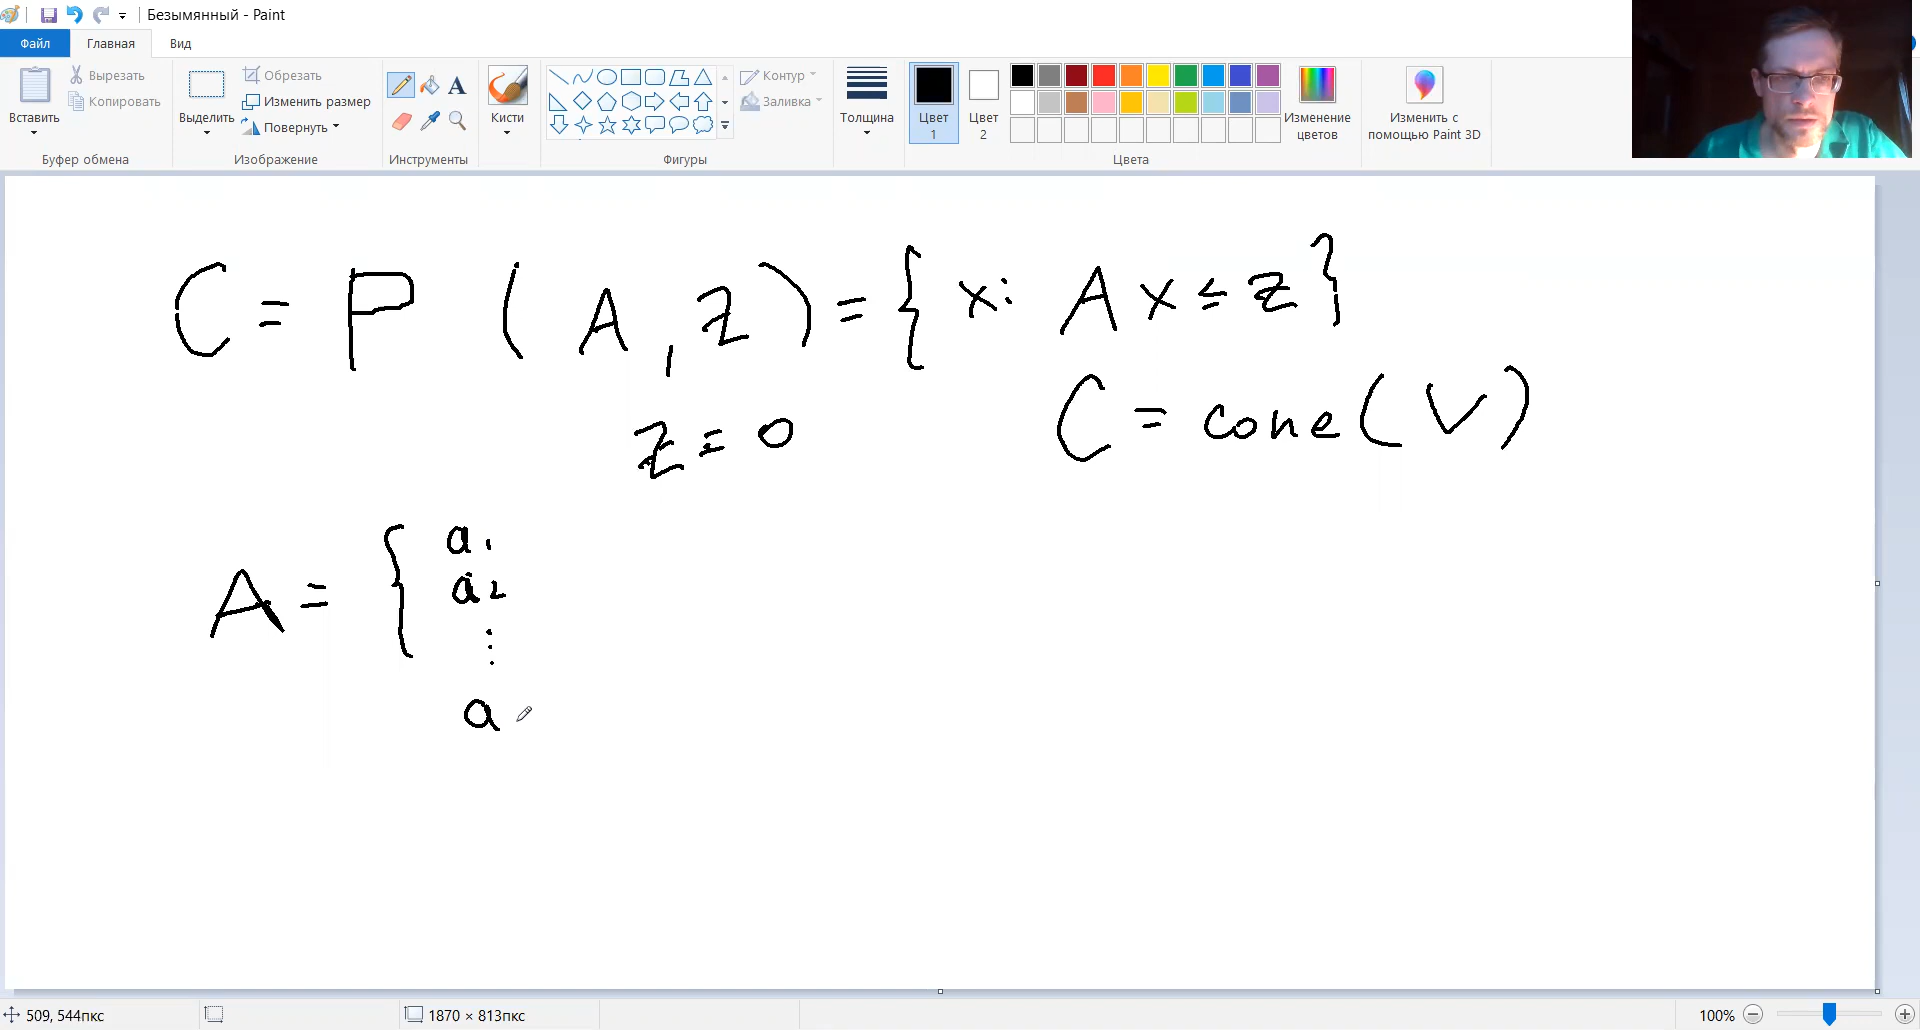 Безымянный - Paint
Файл Главная Вид
Вставить
Вырезать
Копировать
Буфер обмена
Выделить
Обрезать
Изменить размер
Повернуть
Изображение
A
Инструменты
Кисти
Контур
Заливка
Фигуры
Толщина
Цвет 1
Цвет 2
Изменение цветов
Цвета
Изменить с помощью Paint 3D
C = P ( A , z ) = { x : A x ≤ z }
z = 0
C = cone ( V )
A = { a1
a2
⋮
a
509, 544пкс
1870 × 813пкс
100%